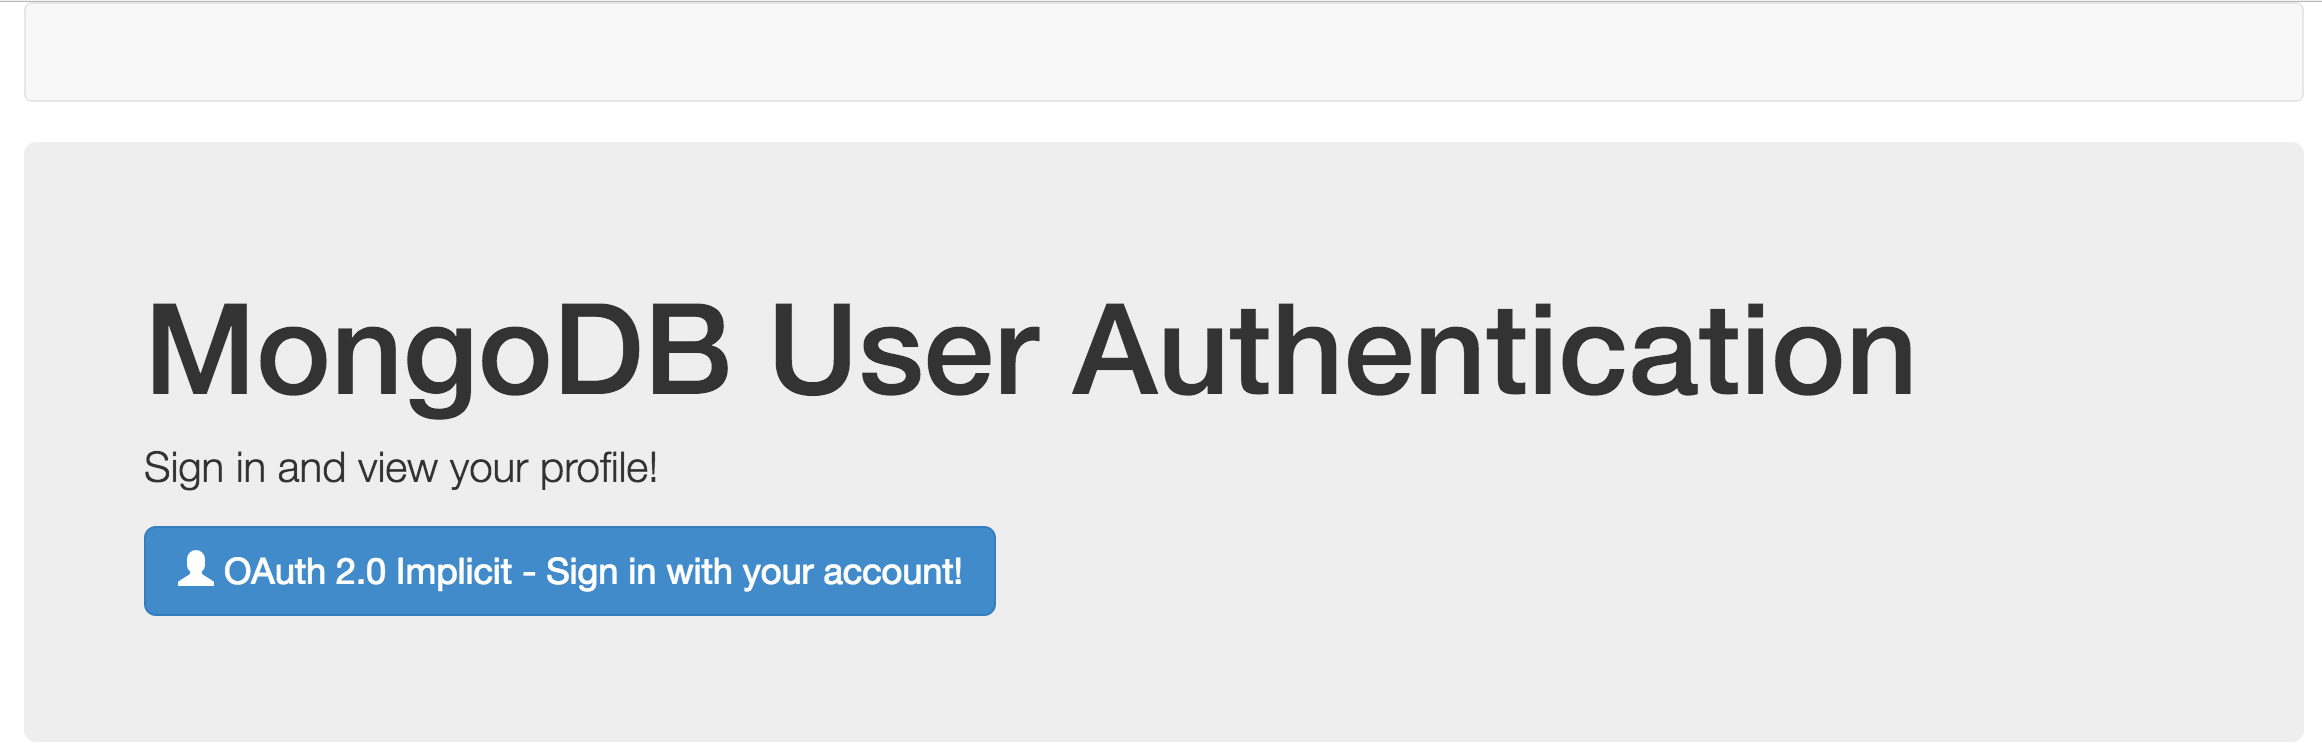 MongoDB User Authentication
Sign in and view your profile!
OAuth 2.0 Implicit - Sign in with your account!